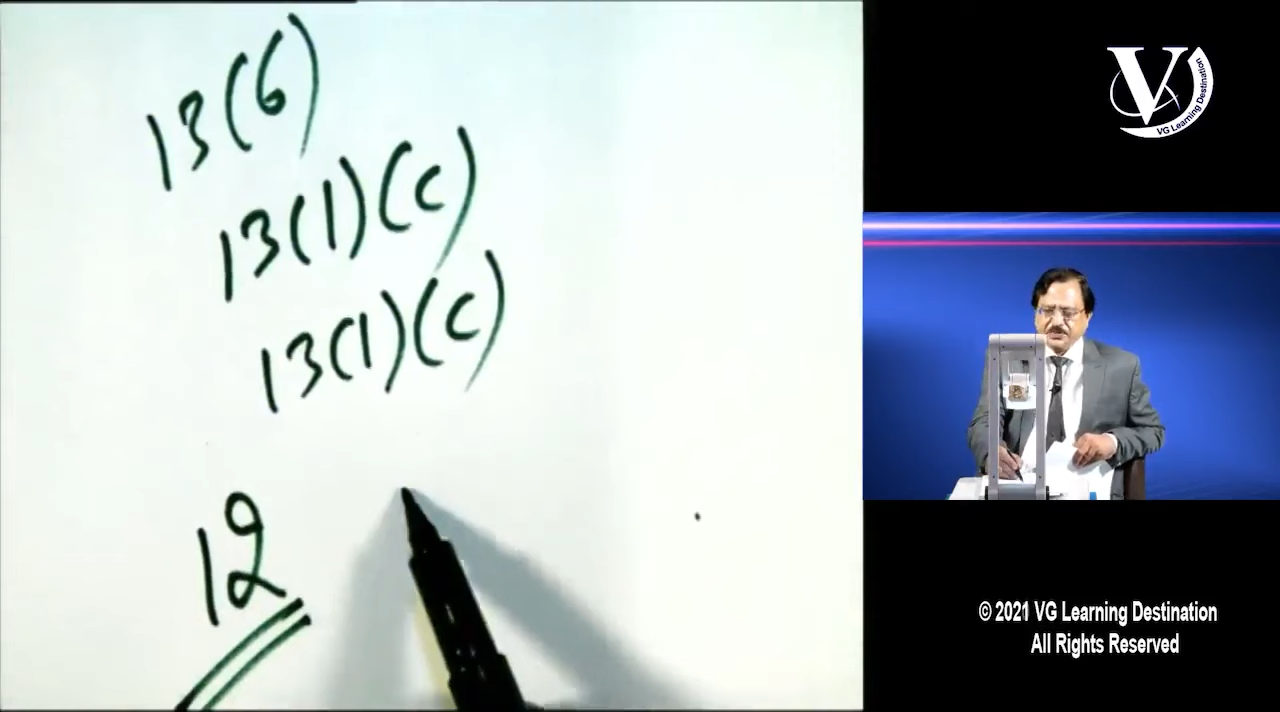 13(6)
13(1)(c)
13(1)(c)
12
V
VG Learning Destination
© 2021 VG Learning Destination
All Rights Reserved